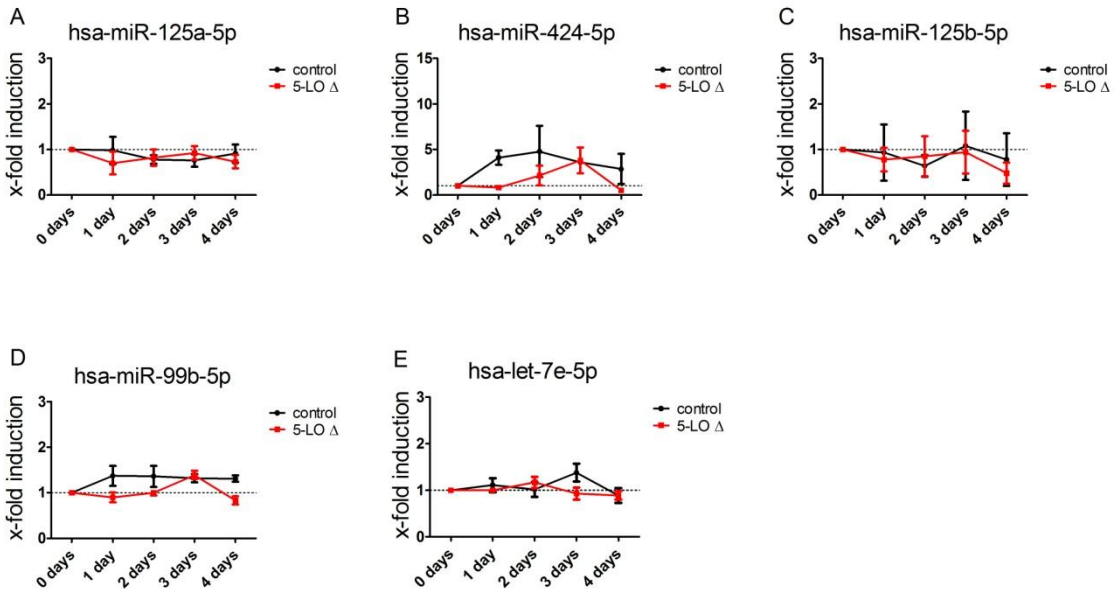 A
hsa-miR-125a-5p
x-fold induction
3
2
1
0
0 days
1 day
2 days
3 days
4 days
control
5-LO Δ
B
hsa-miR-424-5p
x-fold induction
15
10
5
0
0 days
1 day
2 days
3 days
4 days
control
5-LO Δ
C
hsa-miR-125b-5p
x-fold induction
3
2
1
0
0 days
1 day
2 days
3 days
4 days
control
5-LO Δ
D
hsa-miR-99b-5p
x-fold induction
3
2
1
0
0 days
1 day
2 days
3 days
4 days
control
5-LO Δ
E
hsa-let-7e-5p
x-fold induction
3
2
1
0
0 days
1 day
2 days
3 days
4 days
control
5-LO Δ